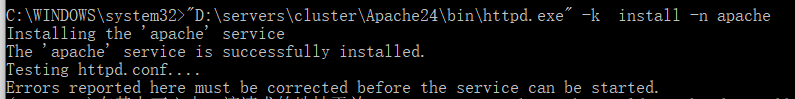 C:\WINDOWS\system32>"D:\servers\cluster\Apache24\bin\httpd.exe" -k  install -n apache
Installing the 'apache' service
The 'apache' service is successfully installed.
Testing httpd.conf....
Errors reported here must be corrected before the service can be started.